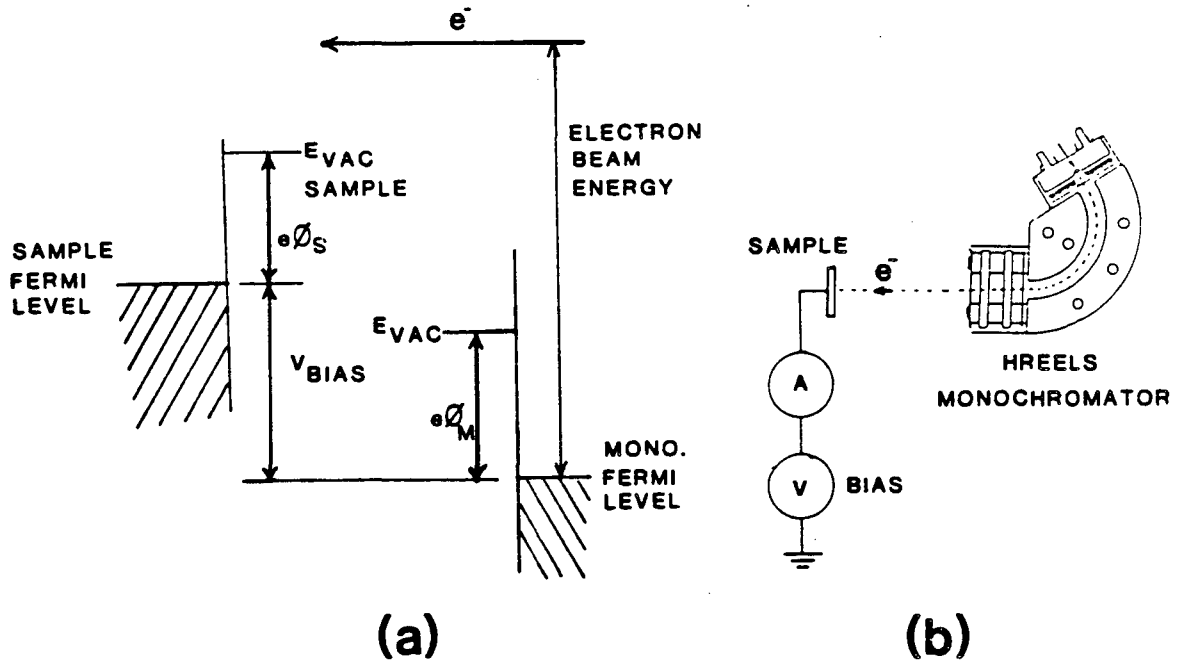 e⁻
ELECTRON
BEAM
ENERGY
E_VAC
SAMPLE
eØ_S
SAMPLE
FERMI
LEVEL
V_BIAS
E_VAC
eØ_M
MONO.
FERMI
LEVEL
(a)
SAMPLE
e⁻
HREELS
MONOCHROMATOR
A
V
BIAS
(b)